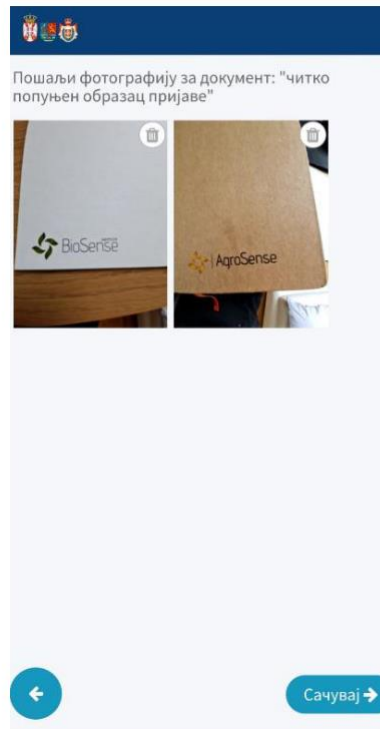 Пошаљи фотографију за документ: "читко
попуњен образац пријаве"
BioSense
AgroSense
Сачувај